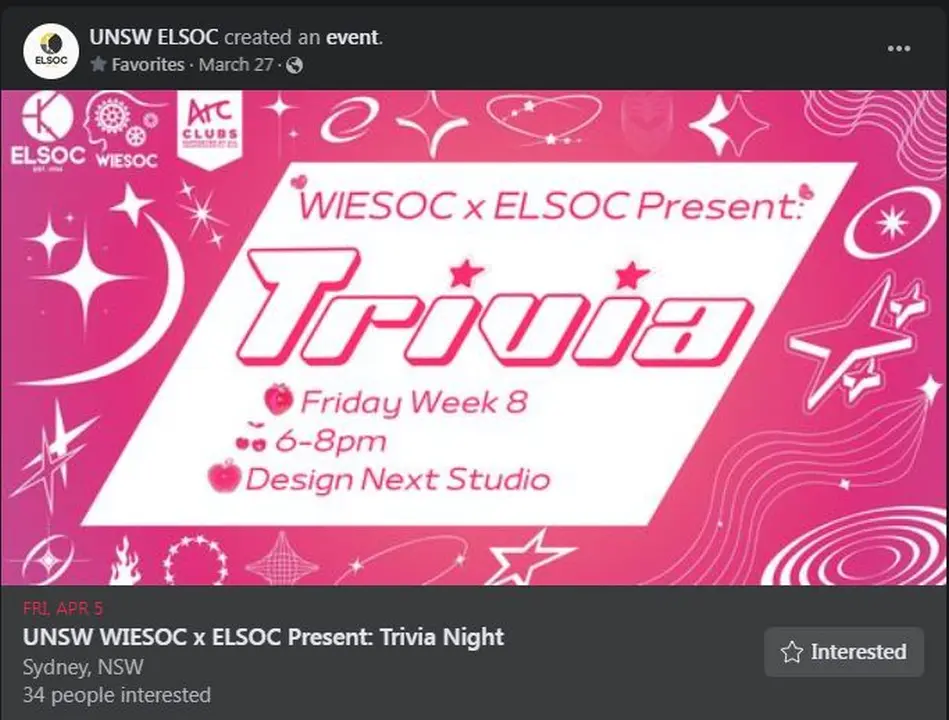 UNSW ELSOC created an event.
Favorites · March 27 ·
ELSOC
ELSOC
WIESOC
Arc
CLUBS
WIESOC x ELSOC Present:
Trivia
Friday Week 8
6-8pm
Design Next Studio
FRI, APR 5
UNSW WIESOC x ELSOC Present: Trivia Night
Sydney, NSW
34 people interested
Interested